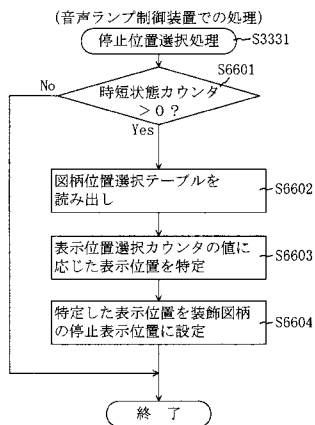 (音声ランプ制御装置での処理)
停止位置選択処理
S3331
S6601
No
時短状態カウンタ
>0?
Yes
図柄位置選択テーブルを
読み出し
S6602
表示位置選択カウンタの値に
応じた表示位置を特定
S6603
特定した表示位置を装飾図柄
の停止表示位置に設定
S6604
終 了